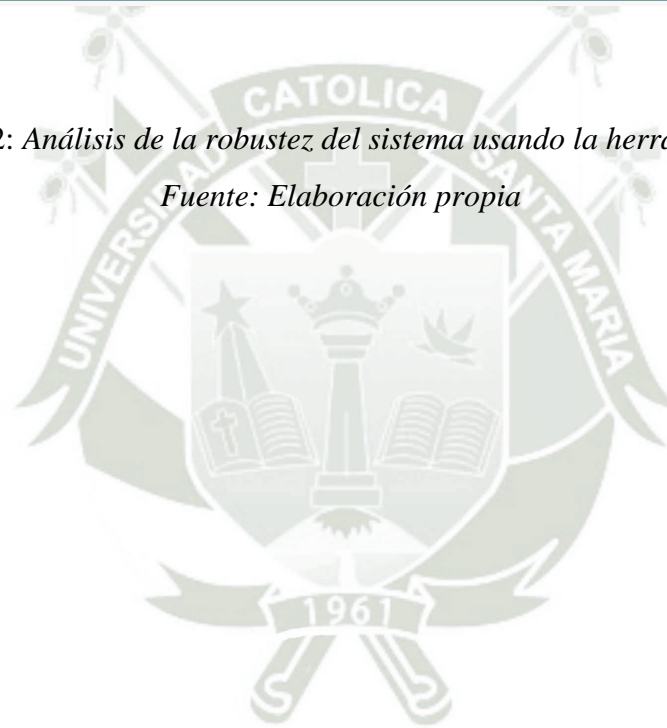 2: Análisis de la robustez del sistema usando la herra
Fuente: Elaboración propia
UNIVERSIDAD CATOLICA SANTA MARIA
1961